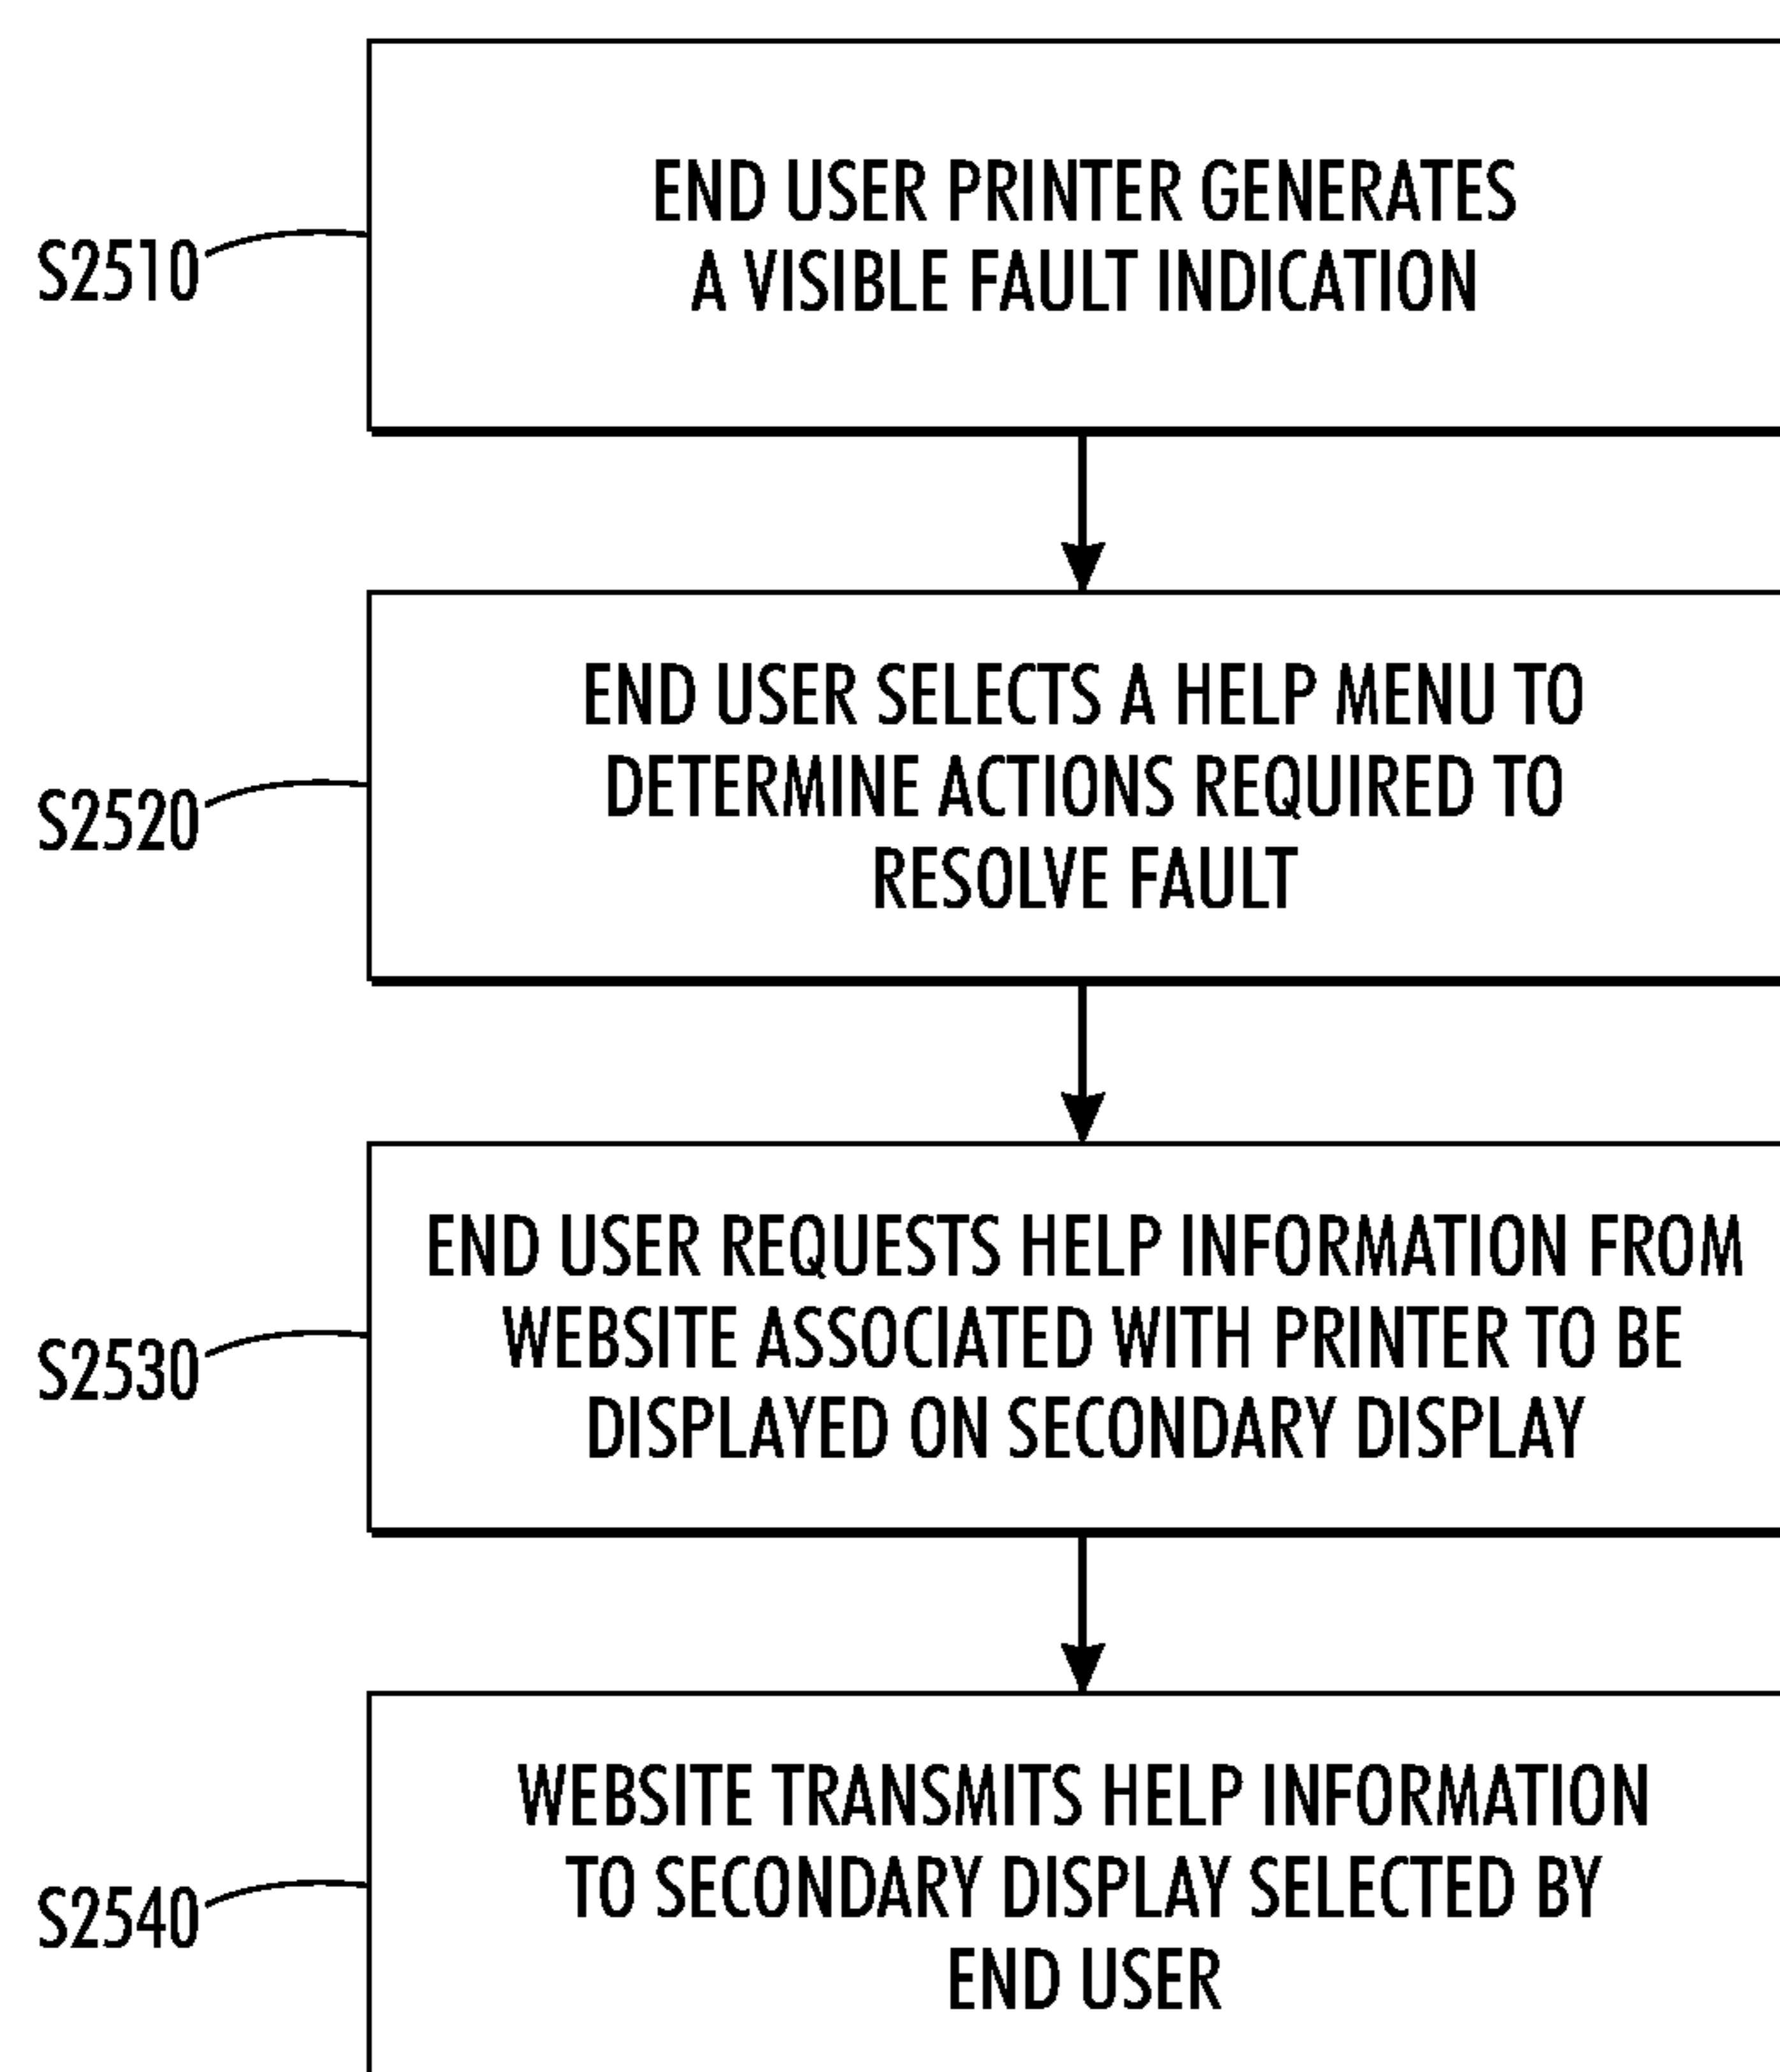 S2510
END USER PRINTER GENERATES
A VISIBLE FAULT INDICATION
S2520
END USER SELECTS A HELP MENU TO
DETERMINE ACTIONS REQUIRED TO
RESOLVE FAULT
S2530
END USER REQUESTS HELP INFORMATION FROM
WEBSITE ASSOCIATED WITH PRINTER TO BE
DISPLAYED ON SECONDARY DISPLAY
S2540
WEBSITE TRANSMITS HELP INFORMATION
TO SECONDARY DISPLAY SELECTED BY
END USER